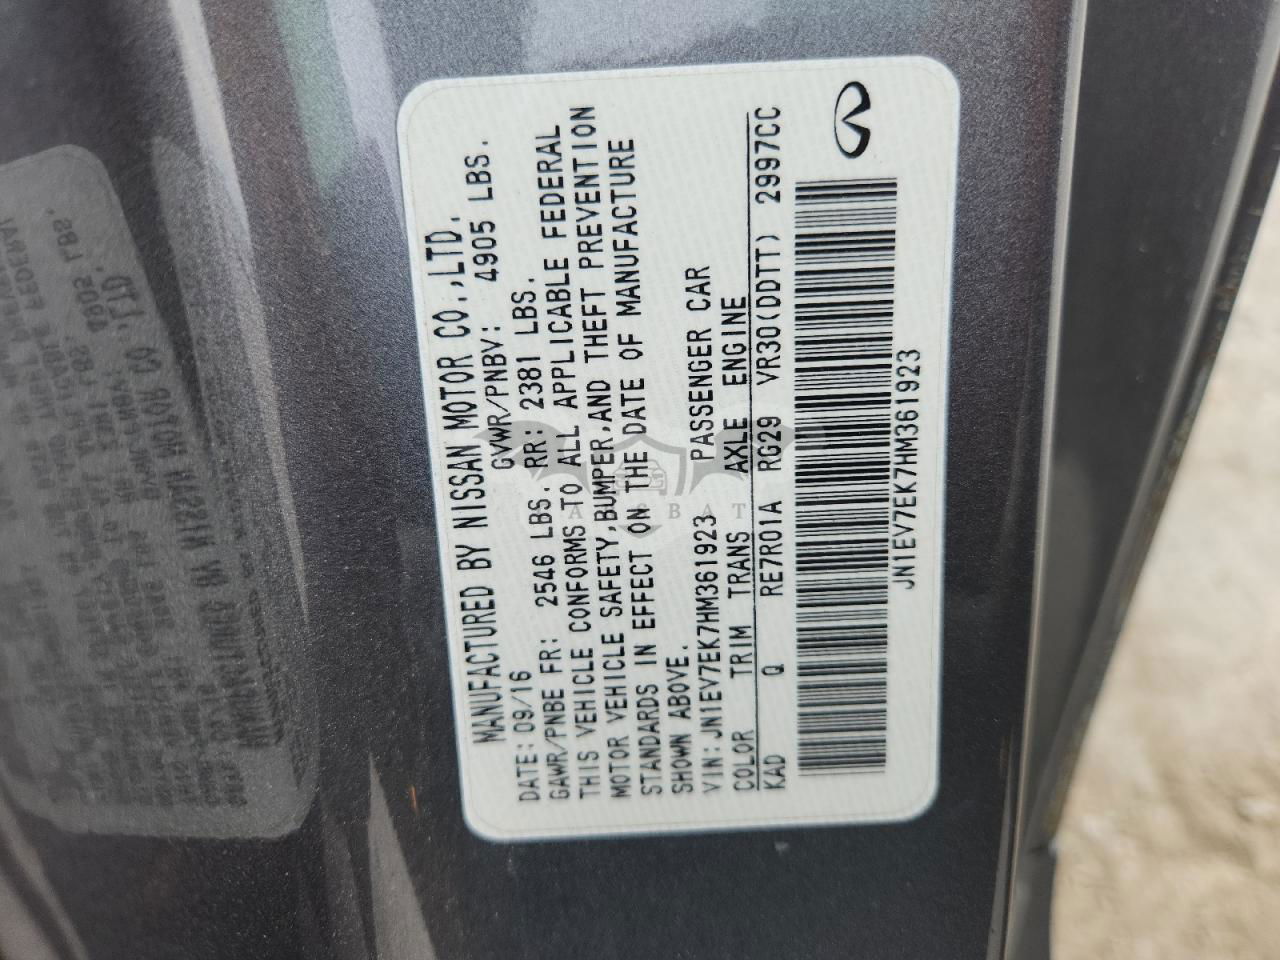 MANUFACTURED BY NISSAN MOTOR CO.,LTD.
DATE: 09/16 GVWR/PNBV: 4905 LBS.
GAWR/PNBE FR: 2546 LBS. RR: 2381 LBS.
THIS VEHICLE CONFORMS TO ALL APPLICABLE FEDERAL
MOTOR VEHICLE SAFETY,BUMPER,AND THEFT PREVENTION
STANDARDS IN EFFECT ON THE DATE OF MANUFACTURE
SHOWN ABOVE.
VIN: JN1EV7EK7HM361923 PASSENGER CAR
COLOR TRIM TRANS AXLE ENGINE
KAD Q RE7R01A RG29 VR30(DDTT) 2997CC
JN1EV7EK7HM361923